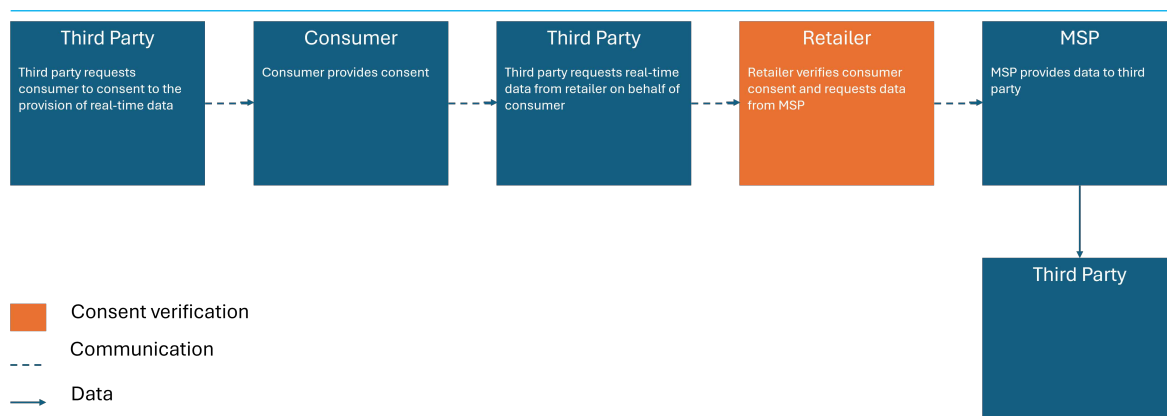 Third Party
Third party requests
consumer to consent to the
provision of real-time data
Consumer
Consumer provides consent
Third Party
Third party requests real-time
data from retailer on behalf of
consumer
Retailer
Retailer verifies consumer
consent and requests data
from MSP
MSP
MSP provides data to third
party
Third Party
Consent verification
Communication
Data